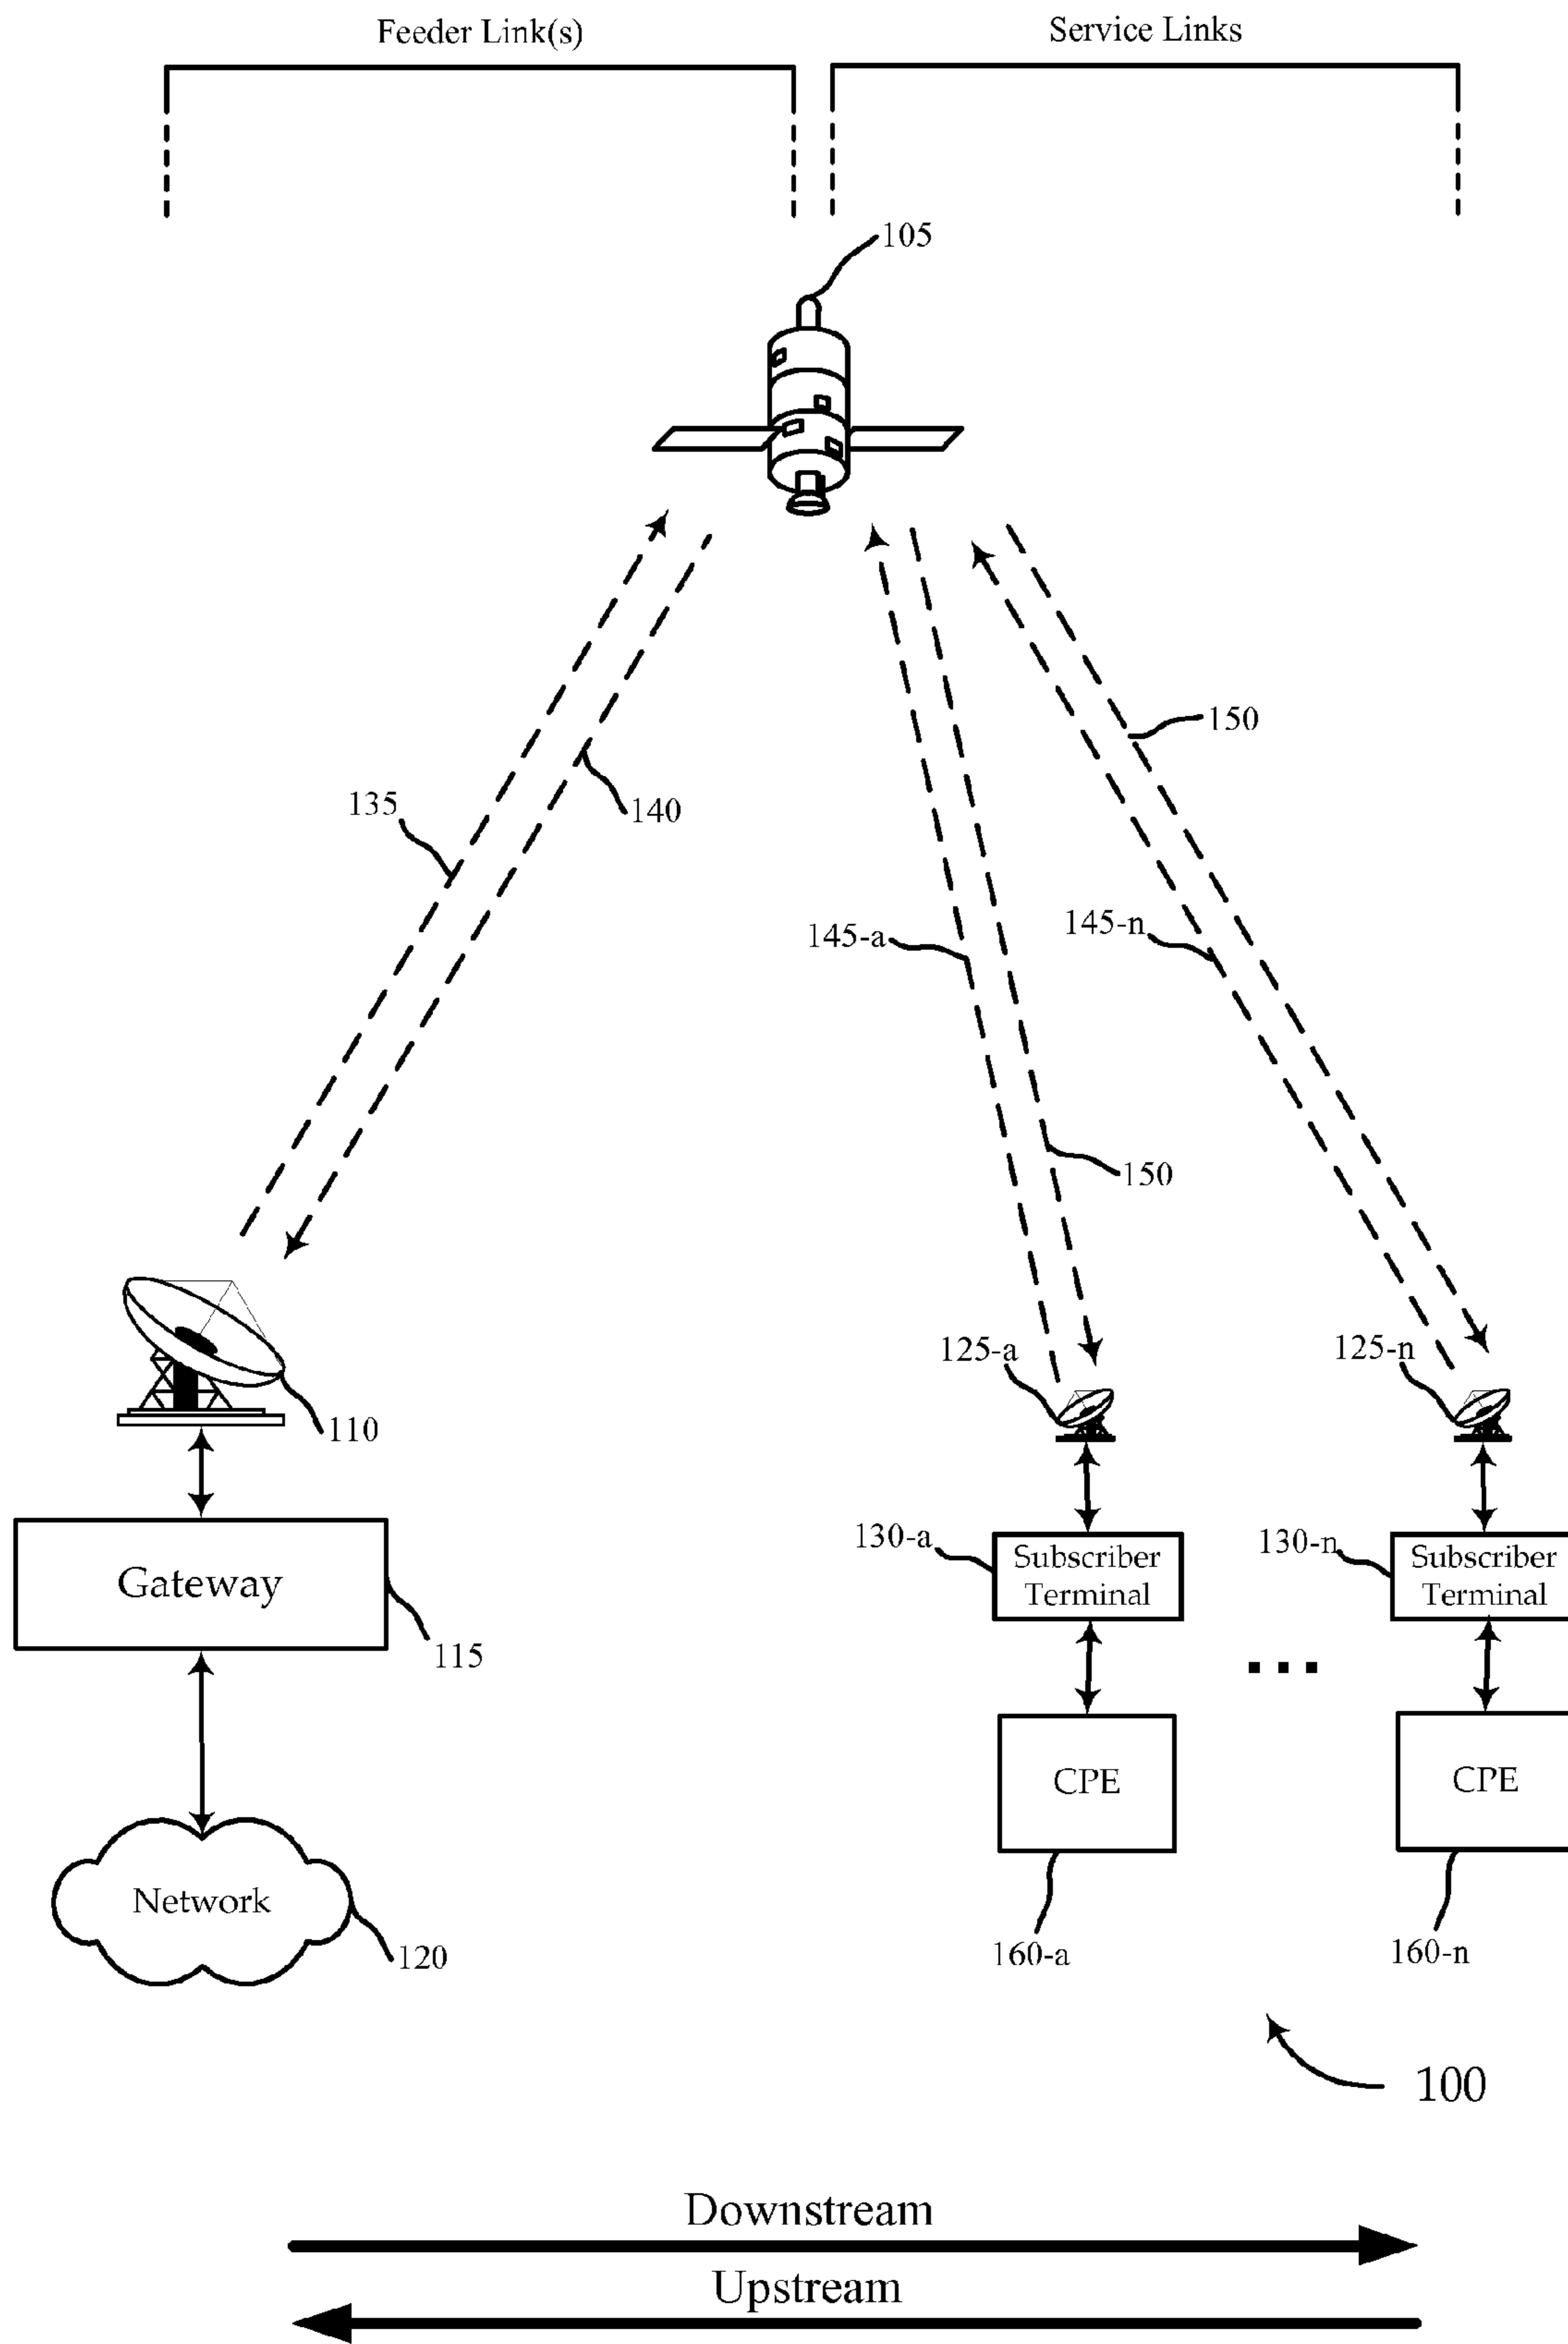 Feeder Link(s)
Service Links
105
150
135
140
145-a
145-n
150
125-a
125-n
110
130-a
Subscriber
Terminal
130-n
Subscriber
Terminal
Gateway
115
CPE
CPE
Network
120
160-a
160-n
100
Downstream
Upstream